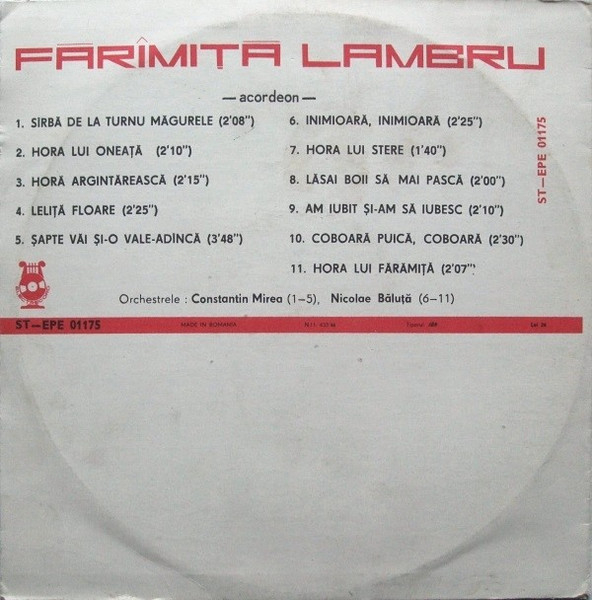 FĂRÎMIȚĂ LAMBRU
—acordeon—
1. SÎRBĂ DE LA TURNU MĂGURELE (2'08")
2. HORA LUI ONEAȚĂ (2'10")
3. HORĂ ARGINTĂREASCĂ (2'15")
4. LELIȚĂ FLOARE (2'25")
5. ȘAPTE VĂI ȘI-O VALE-ADÎNCĂ (3'48")
6. INIMIOARĂ, INIMIOARĂ (2'25")
7. HORA LUI STERE (1'40")
8. LĂSAI BOII SĂ MAI PASCĂ (2'00")
9. AM IUBIT ȘI-AM SĂ IUBESC (2'10")
10. COBOARĂ PUICĂ, COBOARĂ (2'30")
11. HORA LUI FĂRĂMIȚĂ (2'07")
ST—EPE 01175
Orchestrele : Constantin Mirea (1–5), Nicolae Băluță (6–11)
ST—EPE 01175 MADE IN ROMANIA